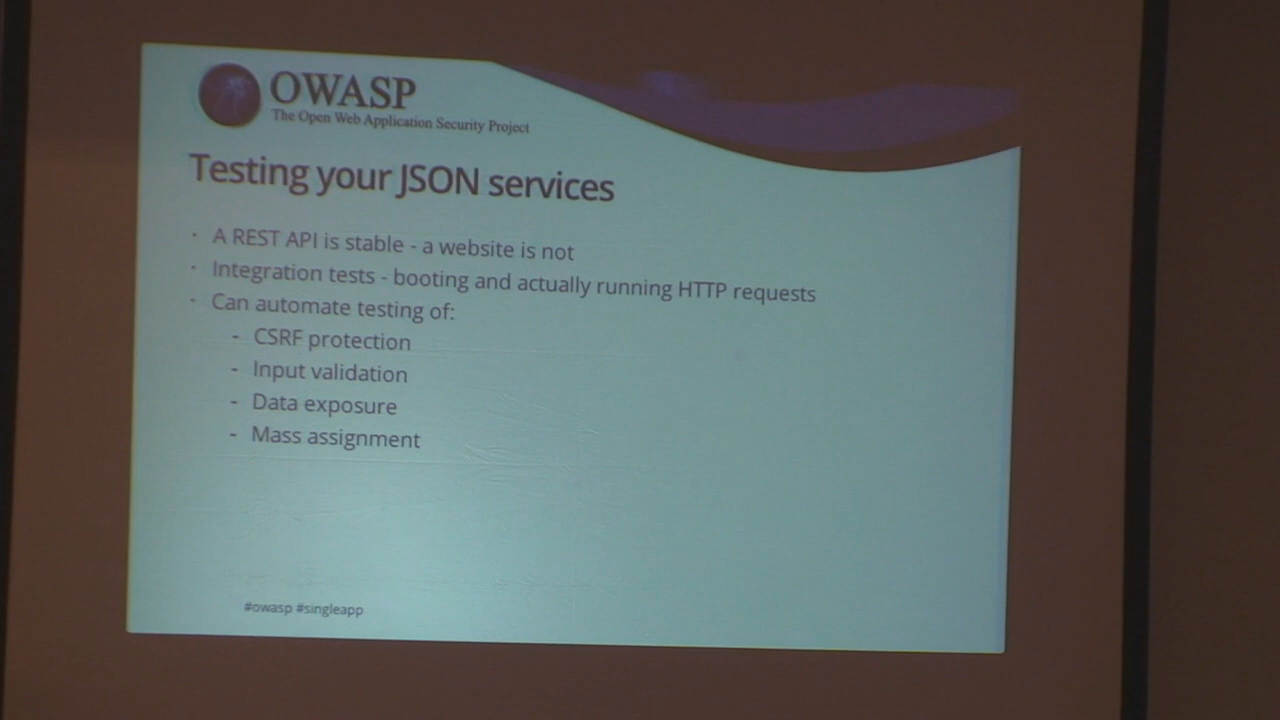 OWASP
The Open Web Application Security Project
Testing your JSON services
· A REST API is stable - a website is not
· Integration tests - booting and actually running HTTP requests
· Can automate testing of:
- CSRF protection
- Input validation
- Data exposure
- Mass assignment
#owasp #singleapp